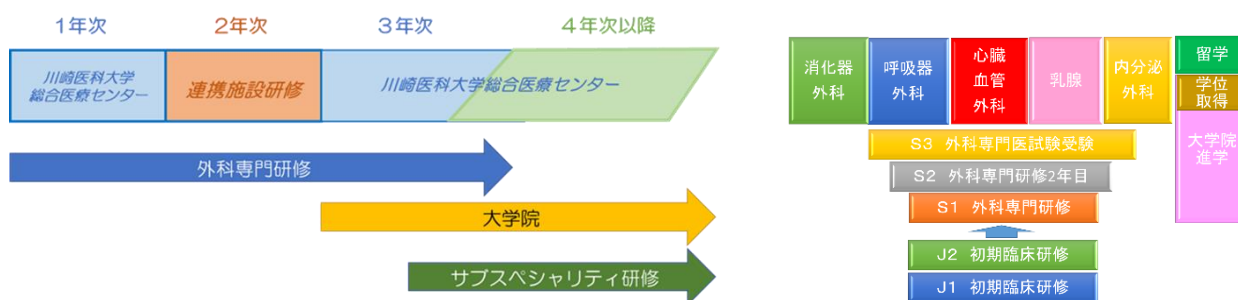 1年次
2年次
3年次
4年次以降
川崎医科大学
総合医療センター
連携施設研修
川崎医科大学総合医療センター
外科専門研修
大学院
サブスペシャリティ研修
消化器
外科
呼吸器
外科
心臓
血管
外科
乳腺
内分泌
外科
留学
学位
取得
大学院
進学
S3 外科専門医試験受験
S2 外科専門研修2年目
S1 外科専門研修
J2 初期臨床研修
J1 初期臨床研修